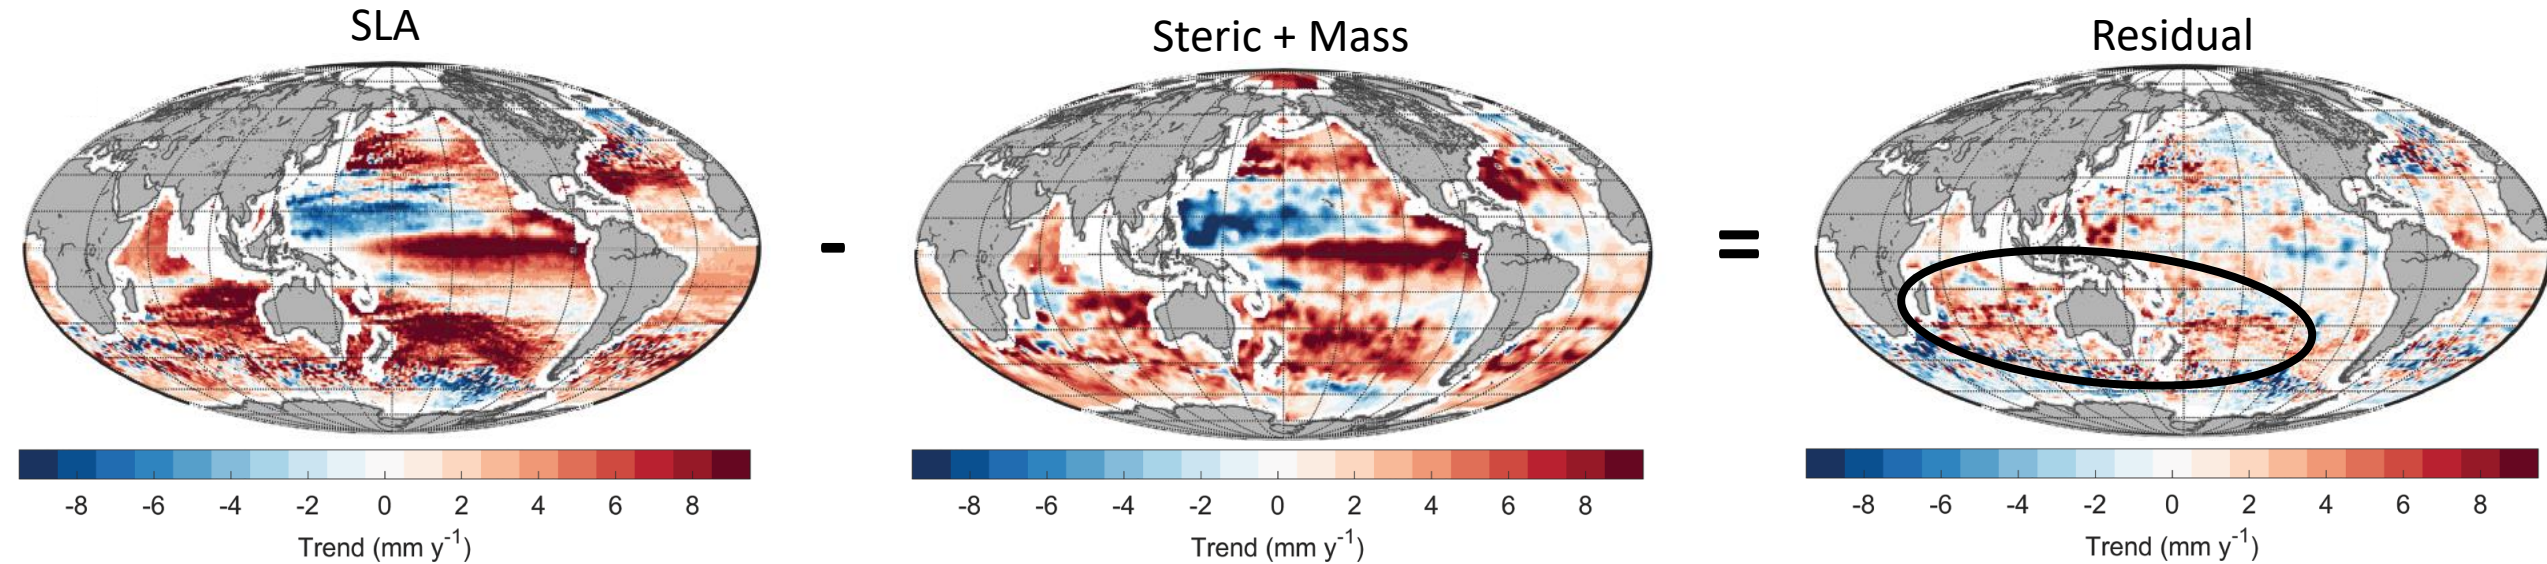 SLA
Steric + Mass
Residual
-
=
-8 -6 -4 -2 0 2 4 6 8
Trend (mm y-1)
-8 -6 -4 -2 0 2 4 6 8
Trend (mm y-1)
-8 -6 -4 -2 0 2 4 6 8
Trend (mm y-1)